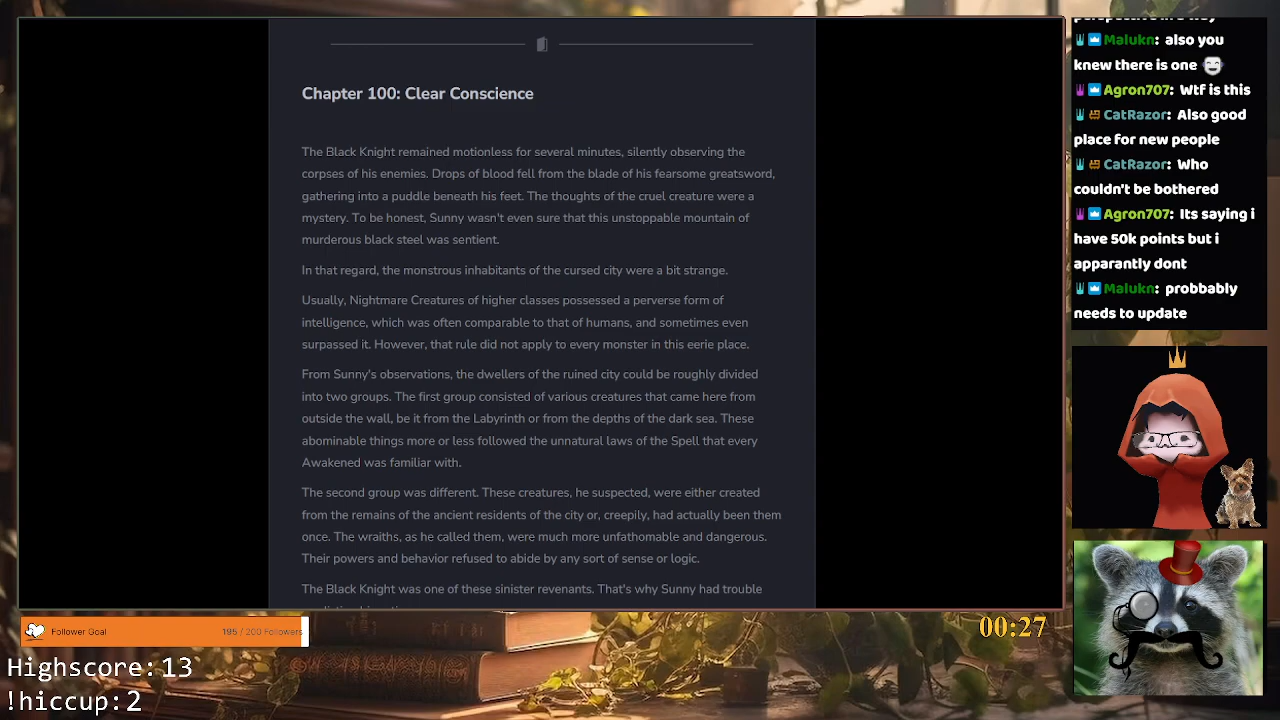 Chapter 100: Clear Conscience
The Black Knight remained motionless for several minutes, silently observing the
corpses of his enemies. Drops of blood fell from the blade of his fearsome greatsword,
gathering into a puddle beneath his feet. The thoughts of the cruel creature were a
mystery. To be honest, Sunny wasn't even sure that this unstoppable mountain of
murderous black steel was sentient.
In that regard, the monstrous inhabitants of the cursed city were a bit strange.
Usually, Nightmare Creatures of higher classes possessed a perverse form of
intelligence, which was often comparable to that of humans, and sometimes even
surpassed it. However, that rule did not apply to every monster in this eerie place.
From Sunny's observations, the dwellers of the ruined city could be roughly divided
into two groups. The first group consisted of various creatures that came here from
outside the wall, be it from the Labyrinth or from the depths of the dark sea. These
abominable things more or less followed the unnatural laws of the Spell that every
Awakened was familiar with.
The second group was different. These creatures, he suspected, were either created
from the remains of the ancient residents of the city or, creepily, had actually been them
once. The wraiths, as he called them, were much more unfathomable and dangerous.
Their powers and behavior refused to abide by any sort of sense or logic.
The Black Knight was one of these sinister revenants. That's why Sunny had trouble
Malukn: also you
knew there is one
Agron707: Wtf is this
CatRazor: Also good
place for new people
CatRazor: Who
couldn't be bothered
Agron707: Its saying i
have 50k points but i
apparantly dont
Malukn: probbably
needs to update
Follower Goal
195 / 200 Followers
00:27
Highscore:13
!hiccup:2